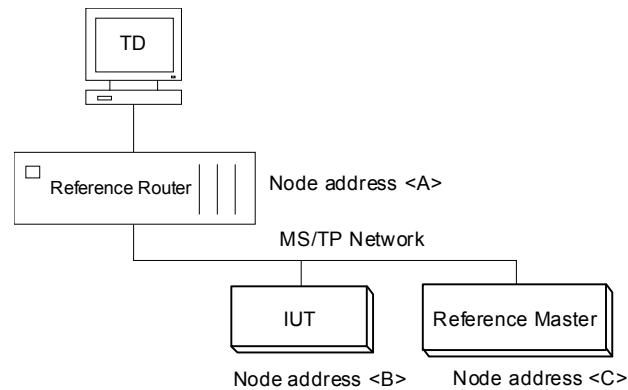 TD
Reference Router
Node address <A>
MS/TP Network
IUT
Reference Master
Node address <B>
Node address <C>